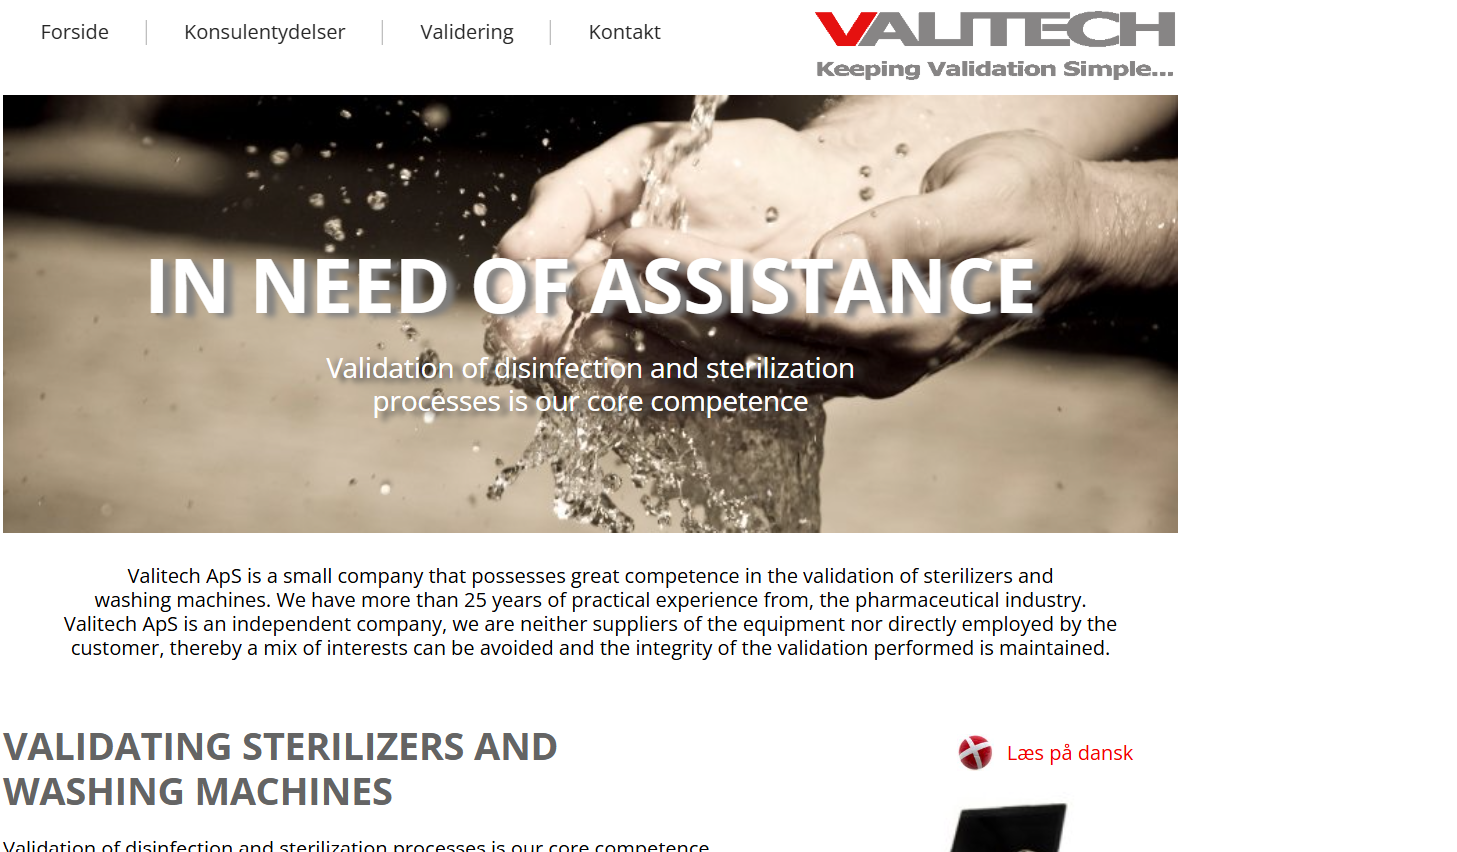 Forside
Konsulentydelser
Validering
Kontakt
VALITECH
Keeping Validation Simple...
IN NEED OF ASSISTANCE
Validation of disinfection and sterilization
processes is our core competence
Valitech ApS is a small company that possesses great competence in the validation of sterilizers and
washing machines. We have more than 25 years of practical experience from, the pharmaceutical industry.
Valitech ApS is an independent company, we are neither suppliers of the equipment nor directly employed by the
customer, thereby a mix of interests can be avoided and the integrity of the validation performed is maintained.
VALIDATING STERILIZERS AND
WASHING MACHINES
Læs på dansk
Validation of disinfection and sterilization processes is our core competence